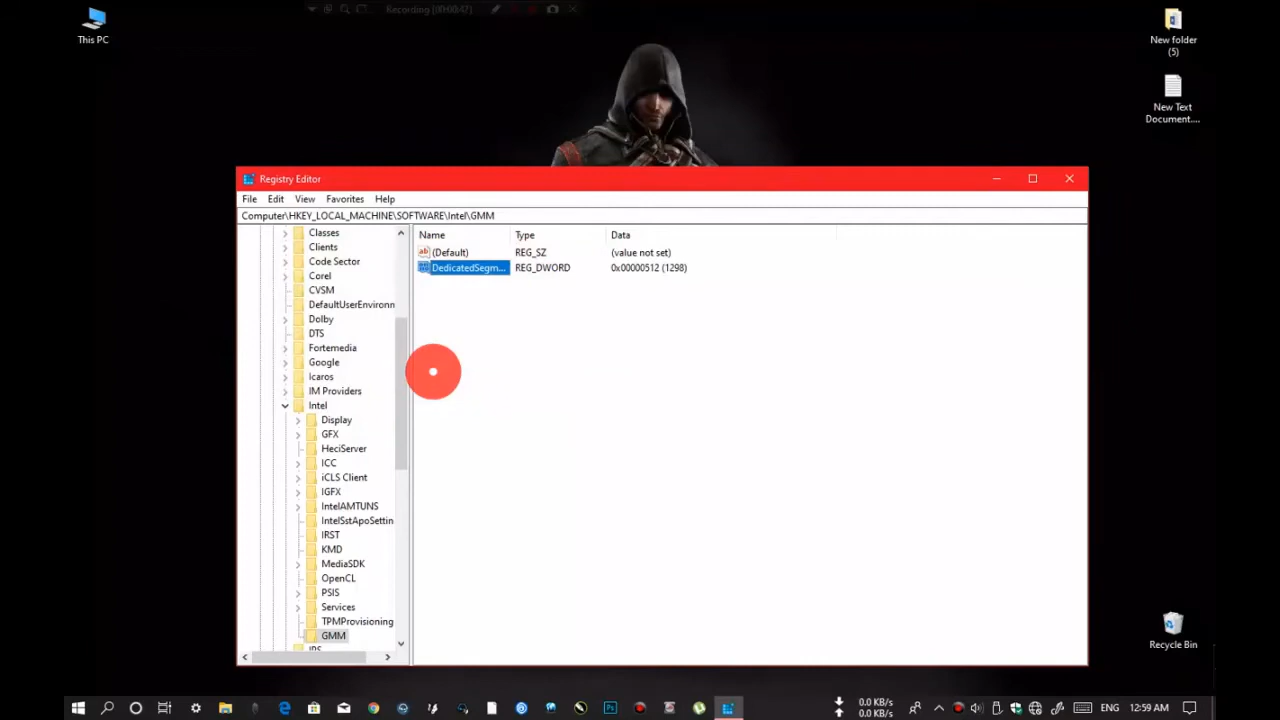 Recording [00:00:47]
This PC
New folder
(5)
New Text
Document....
Registry Editor
File Edit View Favorites Help
Computer\HKEY_LOCAL_MACHINE\SOFTWARE\Intel\GMM
Name Type Data
(Default) REG_SZ (value not set)
DedicatedSegm... REG_DWORD 0x00000512 (1298)
Classes
Clients
Code Sector
Corel
CVSM
DefaultUserEnvironn
Dolby
DTS
Fortemedia
Google
Icaros
IM Providers
Intel
Display
GFX
HeciServer
ICC
iCLS Client
IGFX
IntelAMTUNS
IntelSstApoSettin
IRST
KMD
MediaSDK
OpenCL
PSIS
Services
TPMProvisioning
GMM
Recycle Bin
0.0 KB/s
0.0 KB/s
ENG 12:59 AM